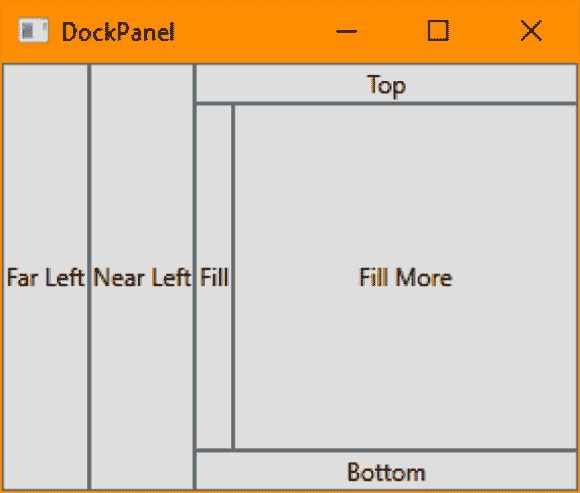 DockPanel
Top
Far Left
Near Left
Fill
Fill More
Bottom